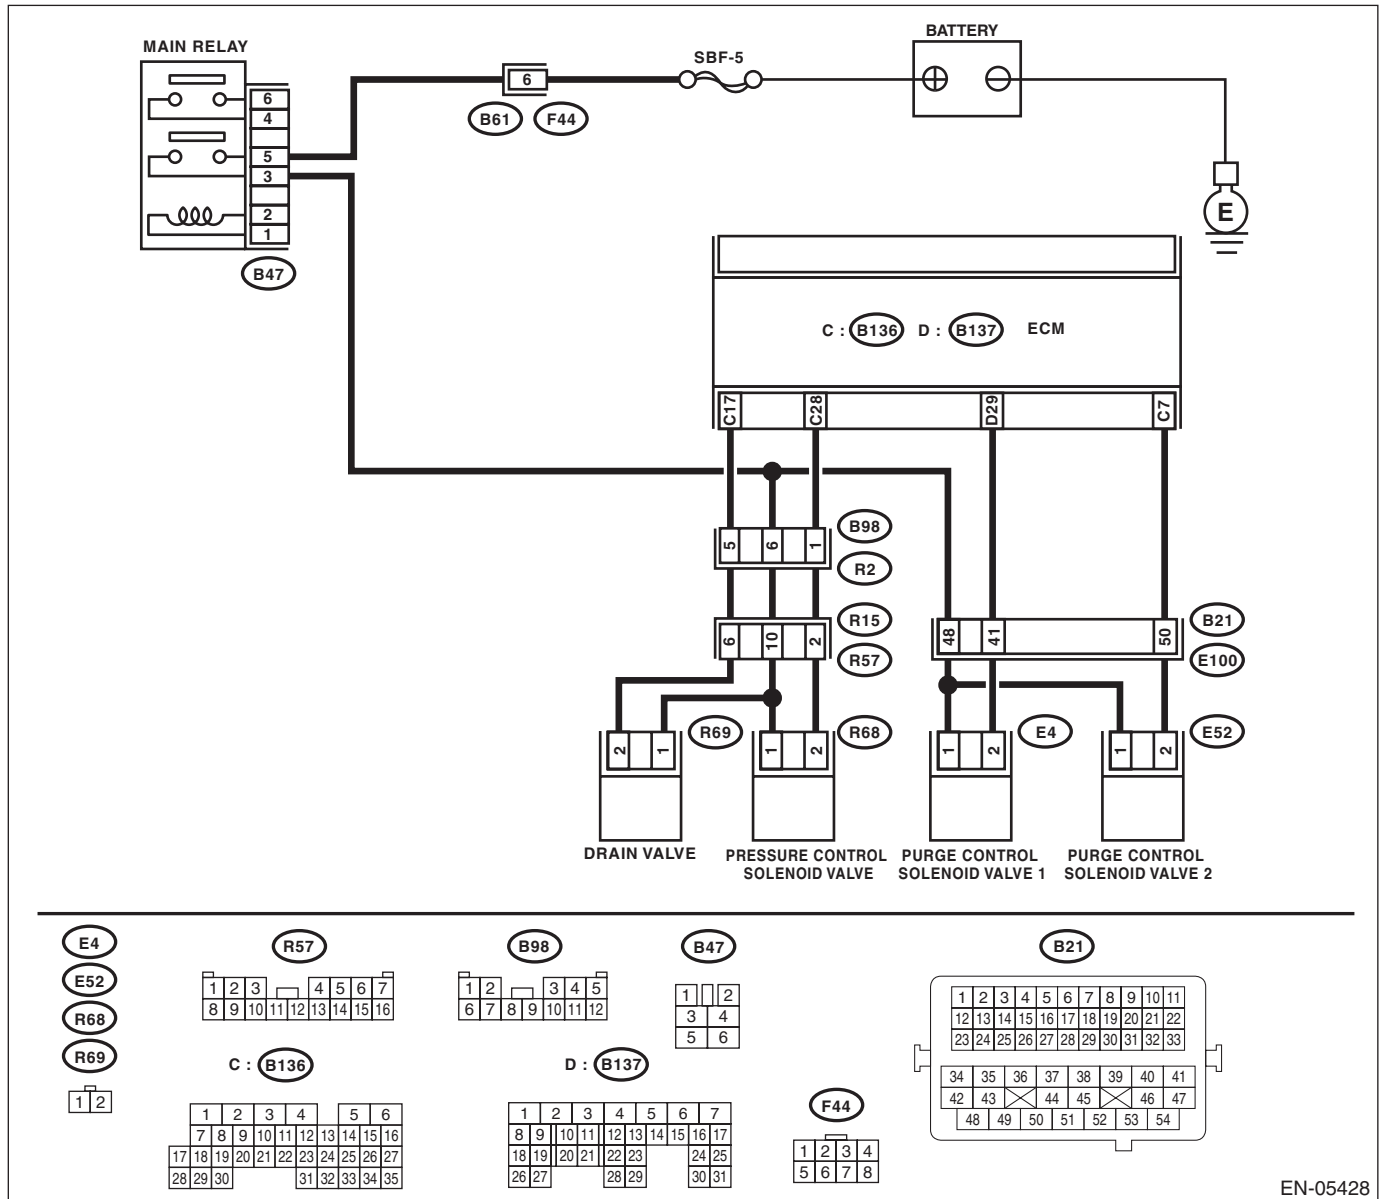 MAIN RELAY
BATTERY
SBF-5
6
B61 F44
6
4
5
3
2
1
B47
E
C : B136 D : B137 ECM
C17 C28 D29 C7
B98
5 6 1
R2
R15 B21
6 10 2 48 41 50
R57 E100
R69 R68 E4 E52
2 1 1 2 1 2 1 2
DRAIN VALVE
PRESSURE CONTROL
SOLENOID VALVE
PURGE CONTROL
SOLENOID VALVE 1
PURGE CONTROL
SOLENOID VALVE 2
E4
E52
R68
R69
1 2
R57
1 2 3 4 5 6 7
8 9 10 11 12 13 14 15 16
B98
1 2 3 4 5
6 7 8 9 10 11 12
B47
1 2
3 4
5 6
B21
1 2 3 4 5 6 7 8 9 10 11
12 13 14 15 16 17 18 19 20 21 22
23 24 25 26 27 28 29 30 31 32 33
34 35 36 37 38 39 40 41
42 43 44 45 46 47
48 49 50 51 52 53 54
C : B136
1 2 3 4 5 6
7 8 9 10 11 12 13 14 15 16
17 18 19 20 21 22 23 24 25 26 27
28 29 30 31 32 33 34 35
D : B137
1 2 3 4 5 6 7
8 9 10 11 12 13 14 15 16 17
18 19 20 21 22 23 24 25
26 27 28 29 30 31
F44
1 2 3 4
5 6 7 8
EN-05428